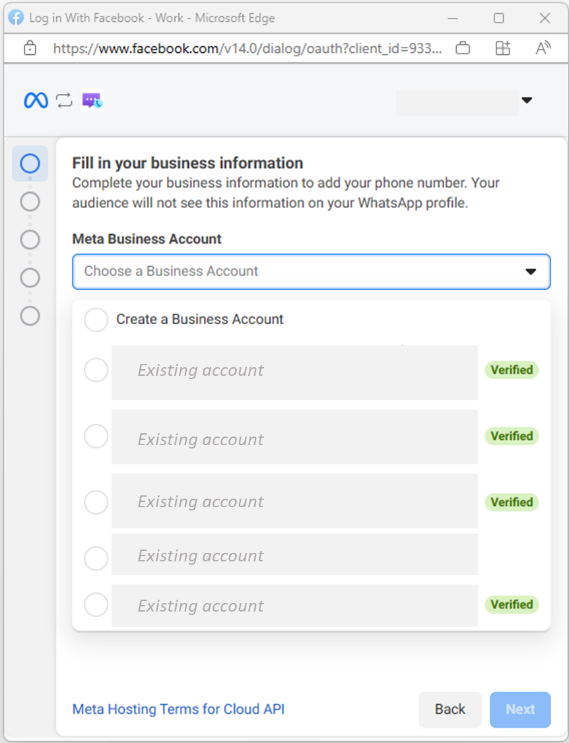 Log in With Facebook - Work - Microsoft Edge
https://www.facebook.com/v14.0/dialog/oauth?client_id=933...
Fill in your business information
Complete your business information to add your phone number. Your
audience will not see this information on your WhatsApp profile.
Meta Business Account
Choose a Business Account
Create a Business Account
Existing account Verified
Existing account Verified
Existing account Verified
Existing account
Existing account Verified
Meta Hosting Terms for Cloud API Back Next